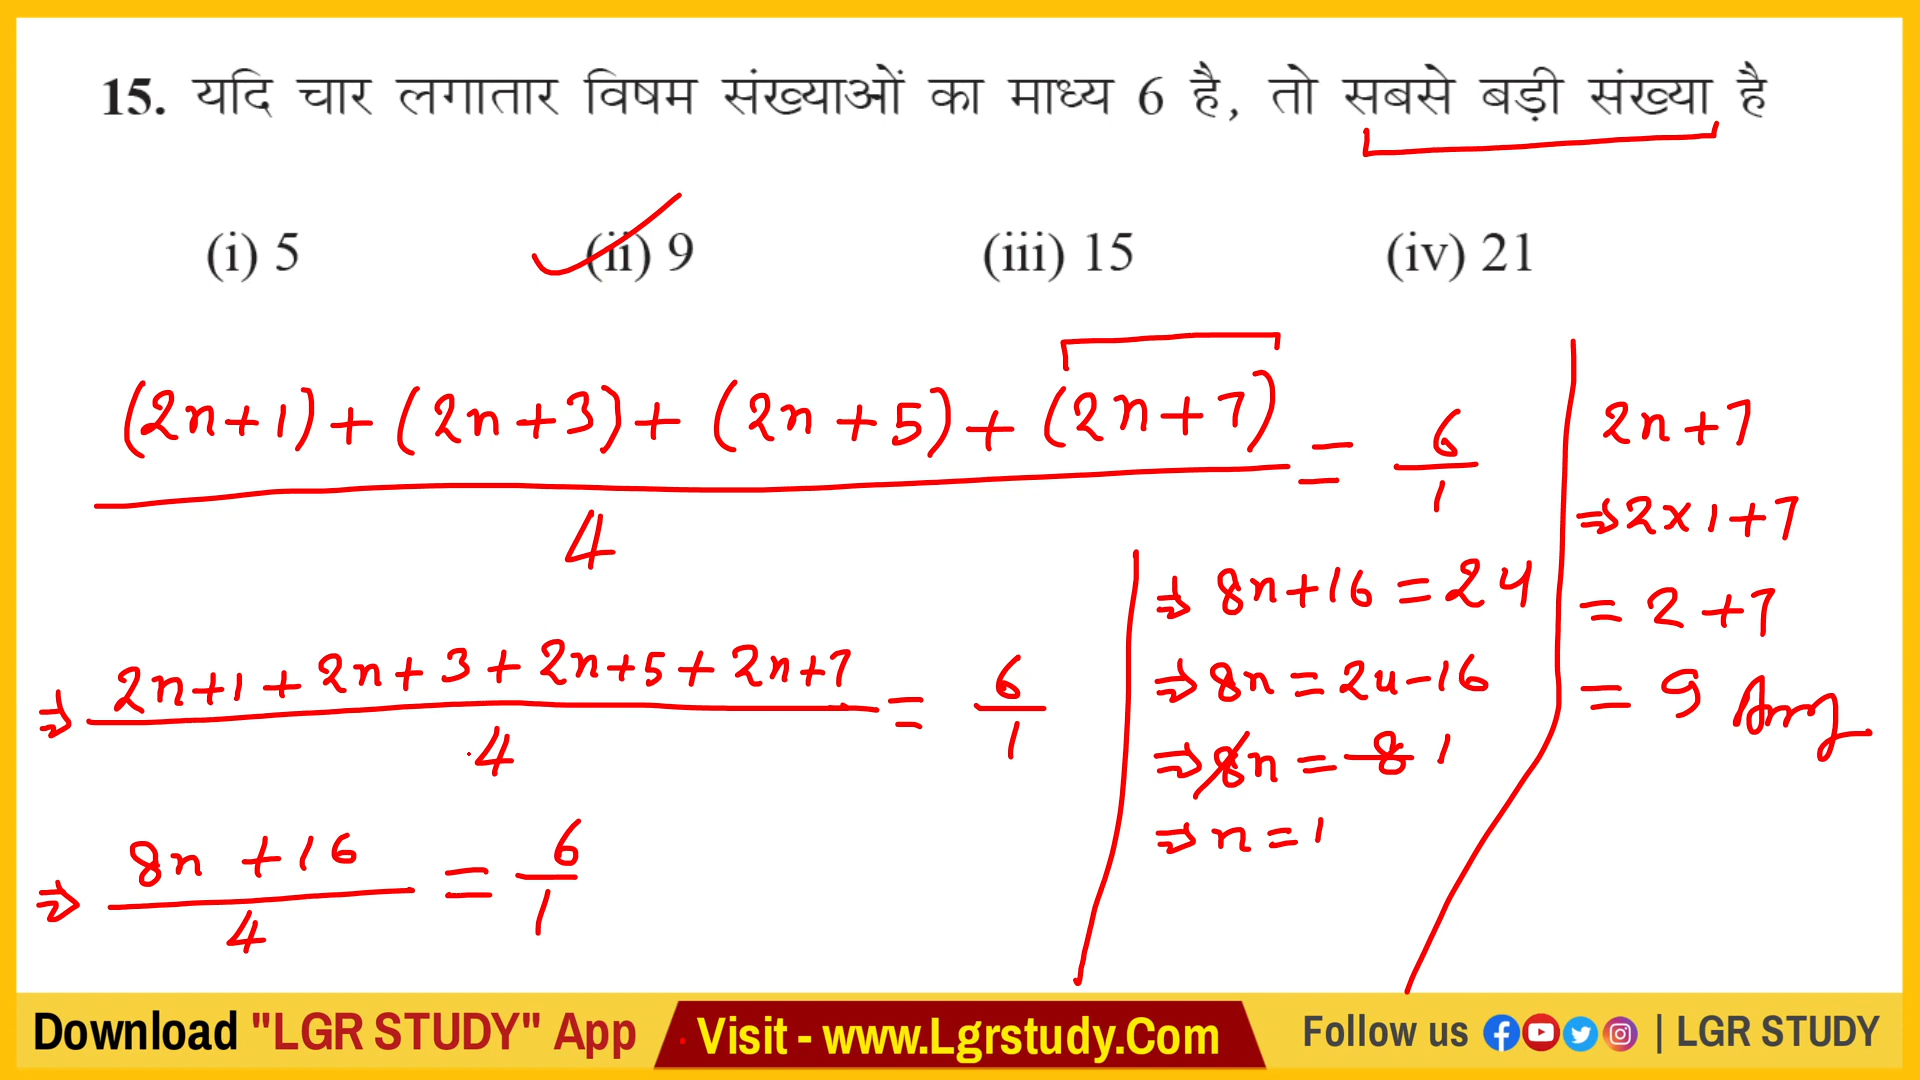 15. यदि चार लगातार विषम संख्याओं का माध्य 6 है, तो सबसे बड़ी संख्या है
(i) 5 (ii) 9 (iii) 15 (iv) 21
(2n+1)+(2n+3)+(2n+5)+(2n+7)
4
= 6
1
⇒ 2n+1+2n+3+2n+5+2n+7
4
= 6
1
⇒ 8n +16
4
= 6
1
⇒ 8n+16 = 24
⇒ 8n = 24-16
⇒ 8n = 8 1
⇒ n = 1
2n+7
⇒ 2×1+7
= 2+7
= 9 Ans
Download "LGR STUDY" App
Visit - www.Lgrstudy.Com
Follow us | LGR STUDY